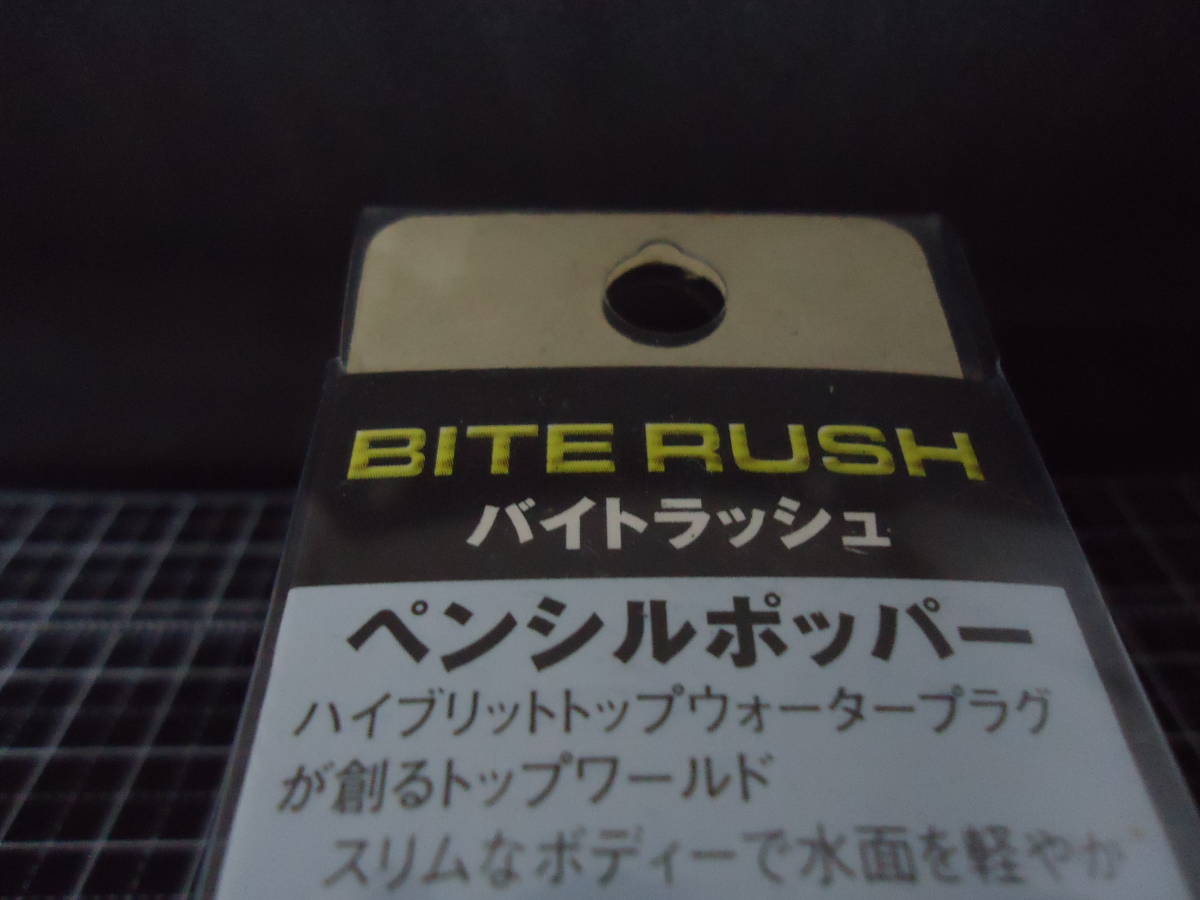 BITE RUSH
バイトラッシュ
ペンシルポッパー
ハイブリットトップウォータープラグ
が創るトップワールド
スリムなボディーで水面を軽やか